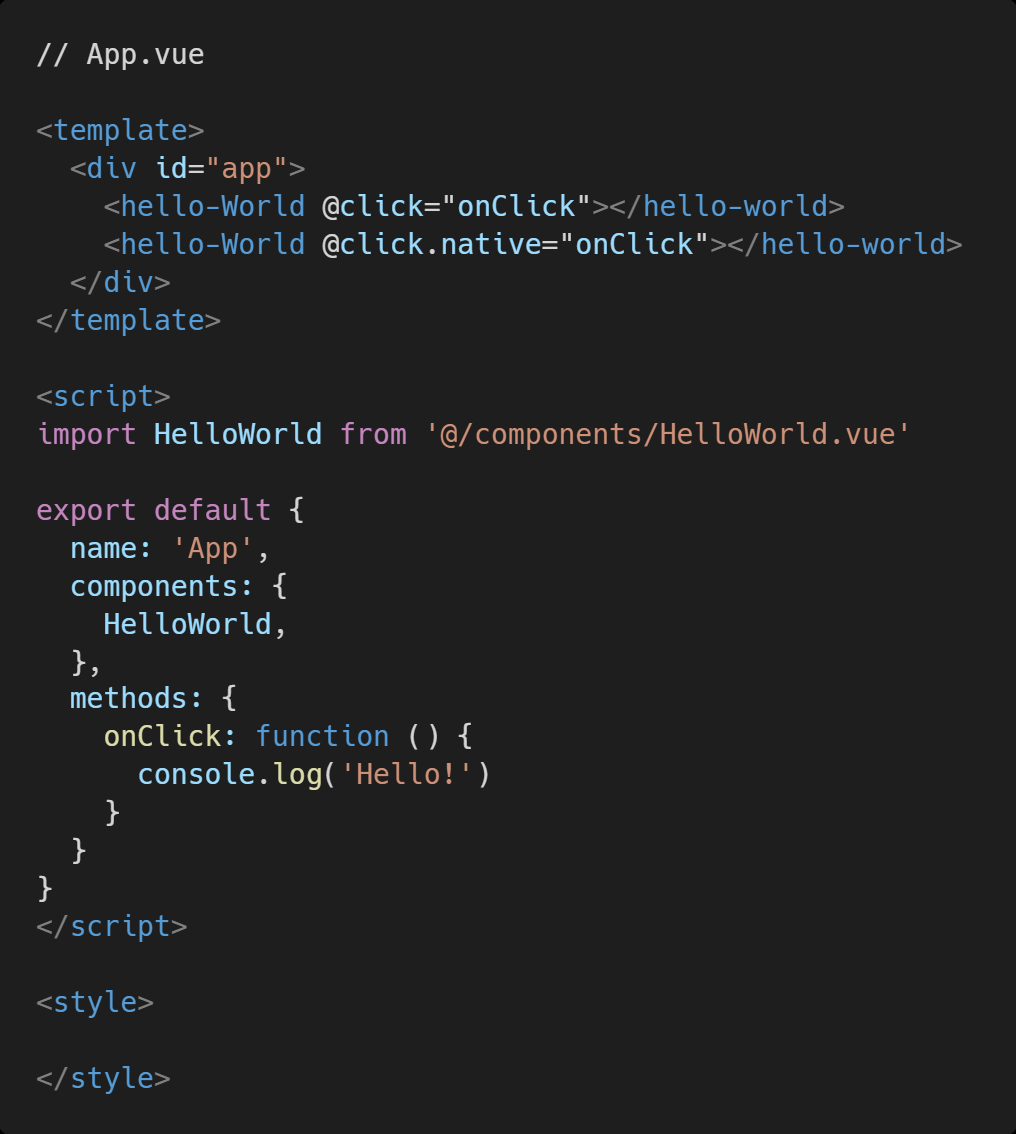 // App.vue

<template>
  <div id="app">
    <hello-World @click="onClick"></hello-world>
    <hello-World @click.native="onClick"></hello-world>
  </div>
</template>

<script>
import HelloWorld from '@/components/HelloWorld.vue'

export default {
  name: 'App',
  components: {
    HelloWorld,
  },
  methods: {
    onClick: function () {
      console.log('Hello!')
    }
  }
}
</script>

<style>

</style>